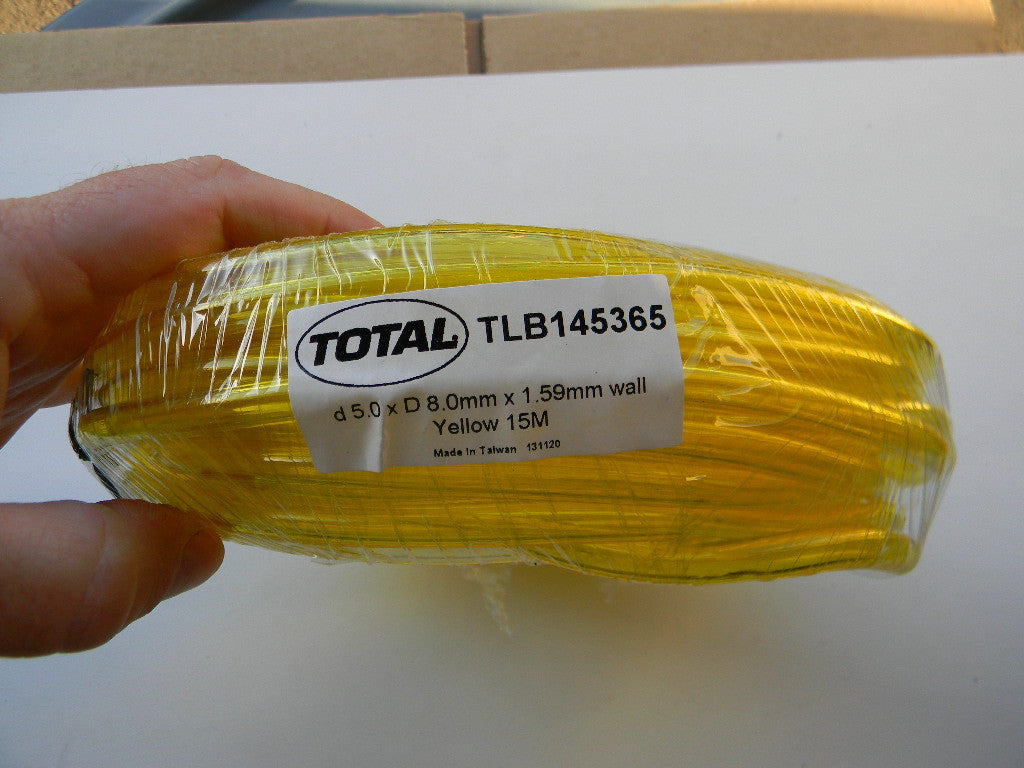 TOTAL TLB145365
d 5.0 x D 8.0mm x 1.59mm wall
Yellow 15M
Made In Taiwan 131120